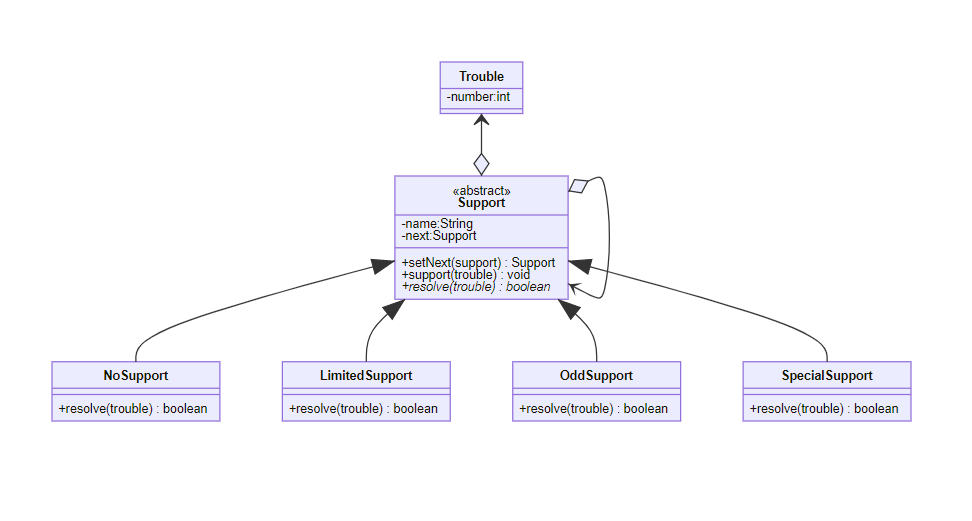 Trouble
-number:int
«abstract»
Support
-name:String
-next:Support
+setNext(support) : Support
+support(trouble) : void
+resolve(trouble) : boolean
NoSupport
+resolve(trouble) : boolean
LimitedSupport
+resolve(trouble) : boolean
OddSupport
+resolve(trouble) : boolean
SpecialSupport
+resolve(trouble) : boolean